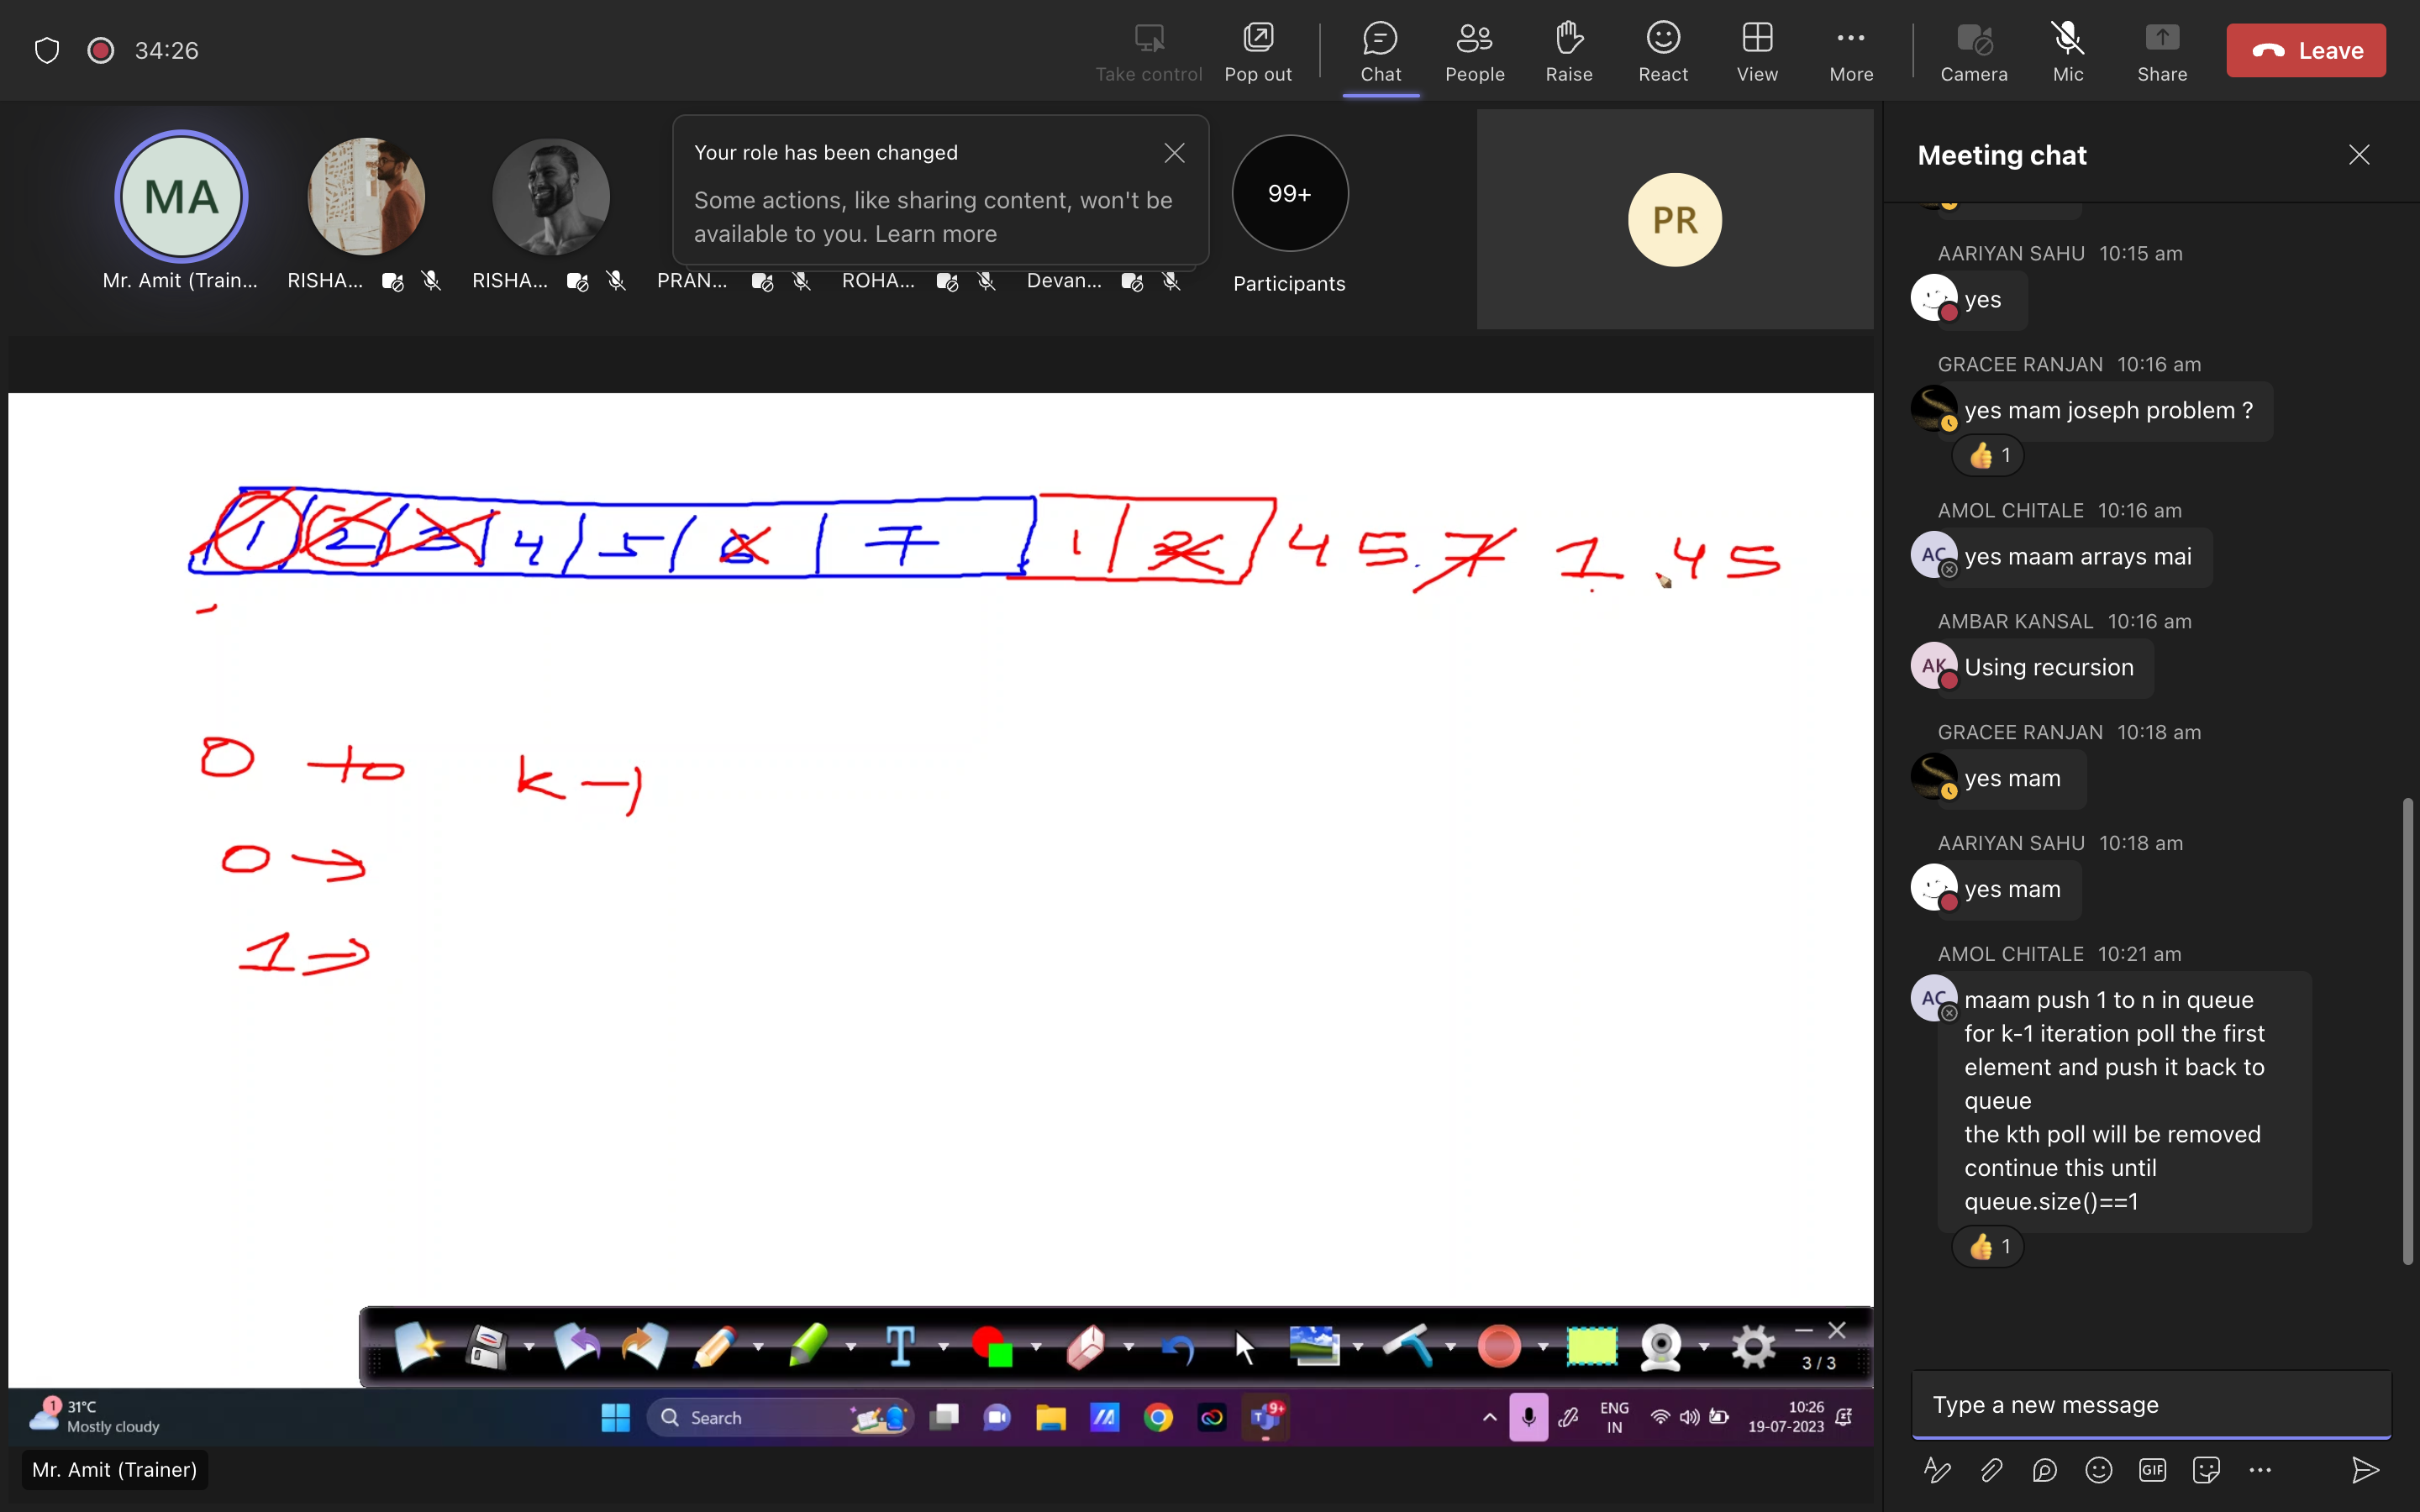 34:26
Take control
Pop out
Chat
People
Raise
React
View
More
Camera
Mic
Share
Leave
MA
Mr. Amit (Train...
RISHA...
RISHA...
PRAN...
ROHA...
Devan...
Your role has been changed
Some actions, like sharing content, won't be
available to you. Learn more
99+
Participants
PR
1 2 3 4 5 6 7 1 2 4 5 7 1 4 5
0 to k-1
0 →
1 →
3 / 3
1
31°C
Mostly cloudy
Search
9+
ENG
IN
10:26
19-07-2023
Mr. Amit (Trainer)
Meeting chat
AARIYAN SAHU 10:15 am
yes
GRACEE RANJAN 10:16 am
yes mam joseph problem ?
👍 1
AMOL CHITALE 10:16 am
AC
yes maam arrays mai
AMBAR KANSAL 10:16 am
AK
Using recursion
GRACEE RANJAN 10:18 am
yes mam
AARIYAN SAHU 10:18 am
yes mam
AMOL CHITALE 10:21 am
AC
maam push 1 to n in queue
for k-1 iteration poll the first
element and push it back to
queue
the kth poll will be removed
continue this until
queue.size()==1
👍 1
Type a new message
GIF